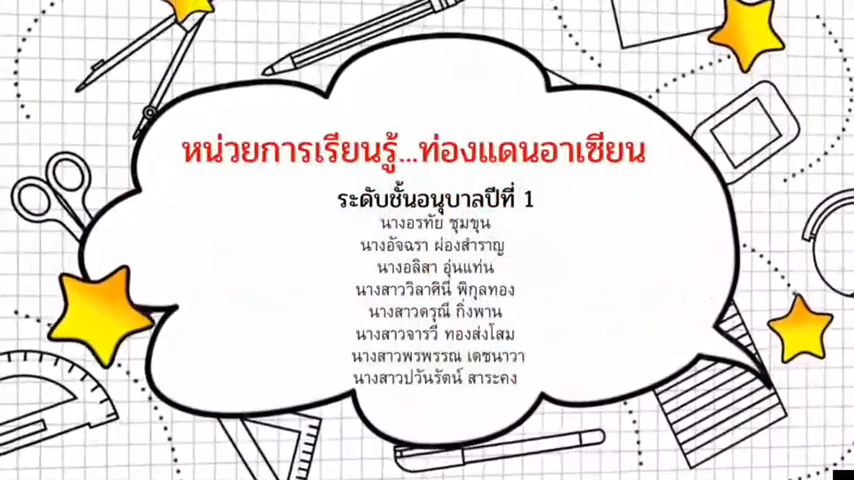 หน่วยการเรียนรู้...ท่องแดนอาเซียน
ระดับชั้นอนุบาลปีที่ 1
นางอรทัย ชุมขุน
นางอัจฉรา ผ่องสำราญ
นางอลิสา อุ่นแท่น
นางสาววิลาศินี พิกุลทอง
นางสาวดรุณี กิ่งพาน
นางสาวจารวี ทองส่งโสม
นางสาวพรพรรณ เดชนาวา
นางสาวปวันรัตน์ สาระคง